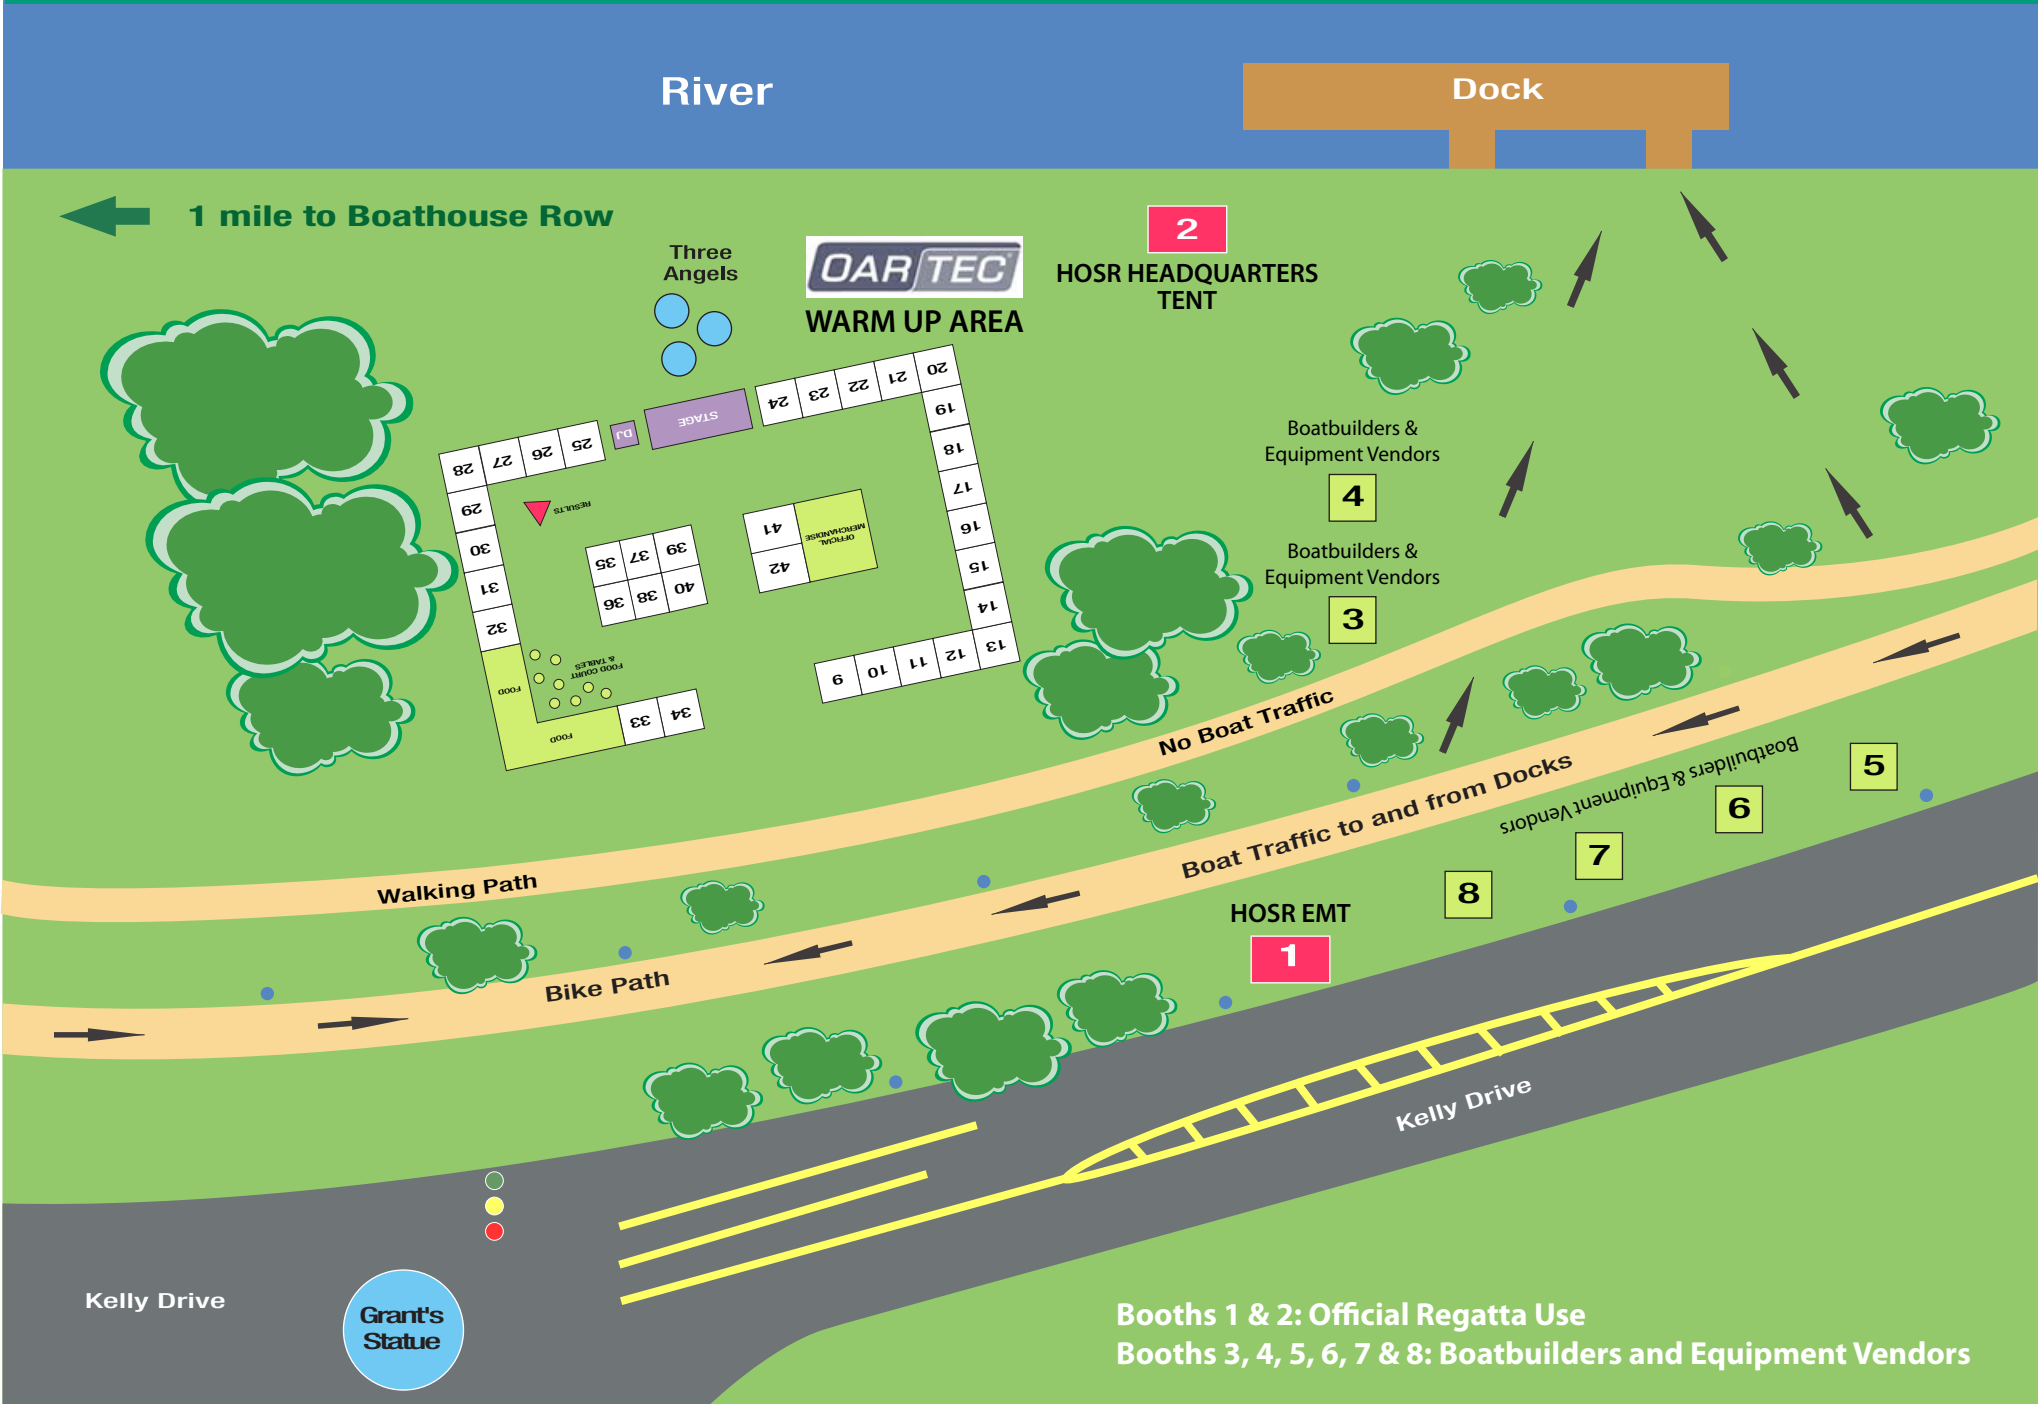 River
Dock
1 mile to Boathouse Row
Three
Angels
OAR TEC
WARM UP AREA
2
HOSR HEADQUARTERS
TENT
20
21
22
23
24
STAGE
DJ
25
26
27
28
29
30
31
32
RESULTS
19
18
17
16
15
14
13
12
11
10
9
35
37
39
36
38
40
41
42
OFFICIAL
MERCHANDISE
FOOD COURT
& TABLES
FOOD
FOOD
33
34
Boatbuilders &
Equipment Vendors
4
Boatbuilders &
Equipment Vendors
3
No Boat Traffic
Walking Path
Boat Traffic to and from Docks
Bike Path
Boatbuilders & Equipment Vendors
5
6
7
8
HOSR EMT
1
Kelly Drive
Kelly Drive
Grant's
Statue
Booths 1 & 2: Official Regatta Use
Booths 3, 4, 5, 6, 7 & 8: Boatbuilders and Equipment Vendors